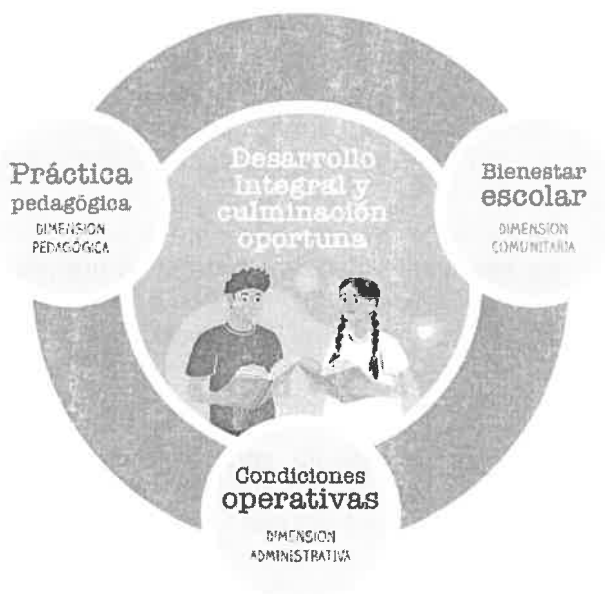 Desarrollo
Integral y
culminación
oportuna
Práctica
pedagógica
DIMENSION
PEDAGÓGICA
Bienestar
escolar
DIMENSION
COMUNITARIA
Condiciones
operativas
DIMENSION
ADMINISTRATIVA